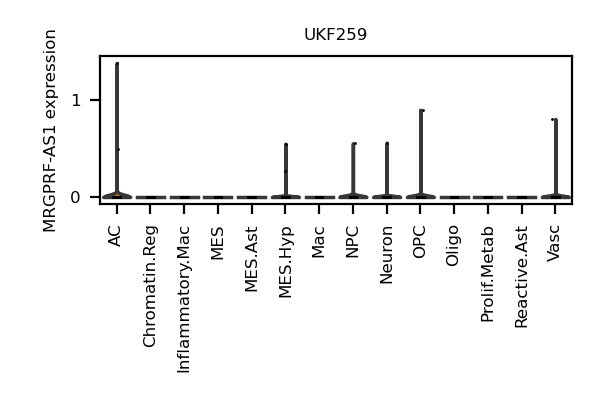 UKF259
MRGPRF-AS1 expression
1
0
AC
Chromatin.Reg
Inflammatory.Mac
MES
MES.Ast
MES.Hyp
Mac
NPC
Neuron
OPC
Oligo
Prolif.Metab
Reactive.Ast
Vasc